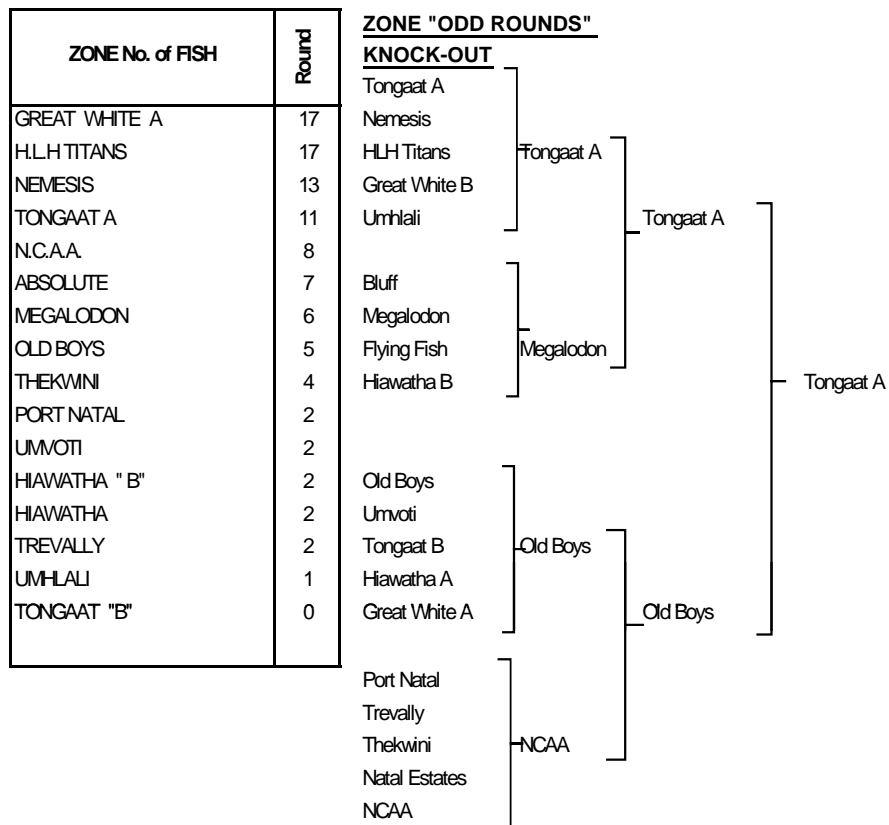 ZONE No. of FISH
Round
GREAT WHITE A 17
H.L.H TITANS 17
NEMESIS 13
TONGAAT A 11
N.C.A.A. 8
ABSOLUTE 7
MEGALODON 6
OLD BOYS 5
THEKWINI 4
PORT NATAL 2
UMVOTI 2
HIAWATHA " B" 2
HIAWATHA 2
TREVALLY 2
UMHLALI 1
TONGAAT "B" 0
ZONE "ODD ROUNDS"
KNOCK-OUT
Tongaat A
Nemesis
HLH Titans
Great White B
Umhlali
Bluff
Megalodon
Flying Fish
Hiawatha B
Old Boys
Umvoti
Tongaat B
Hiawatha A
Great White A
Port Natal
Trevally
Thekwini
Natal Estates
NCAA
Tongaat A
Megalodon
Old Boys
NCAA
Tongaat A
Old Boys
Tongaat A